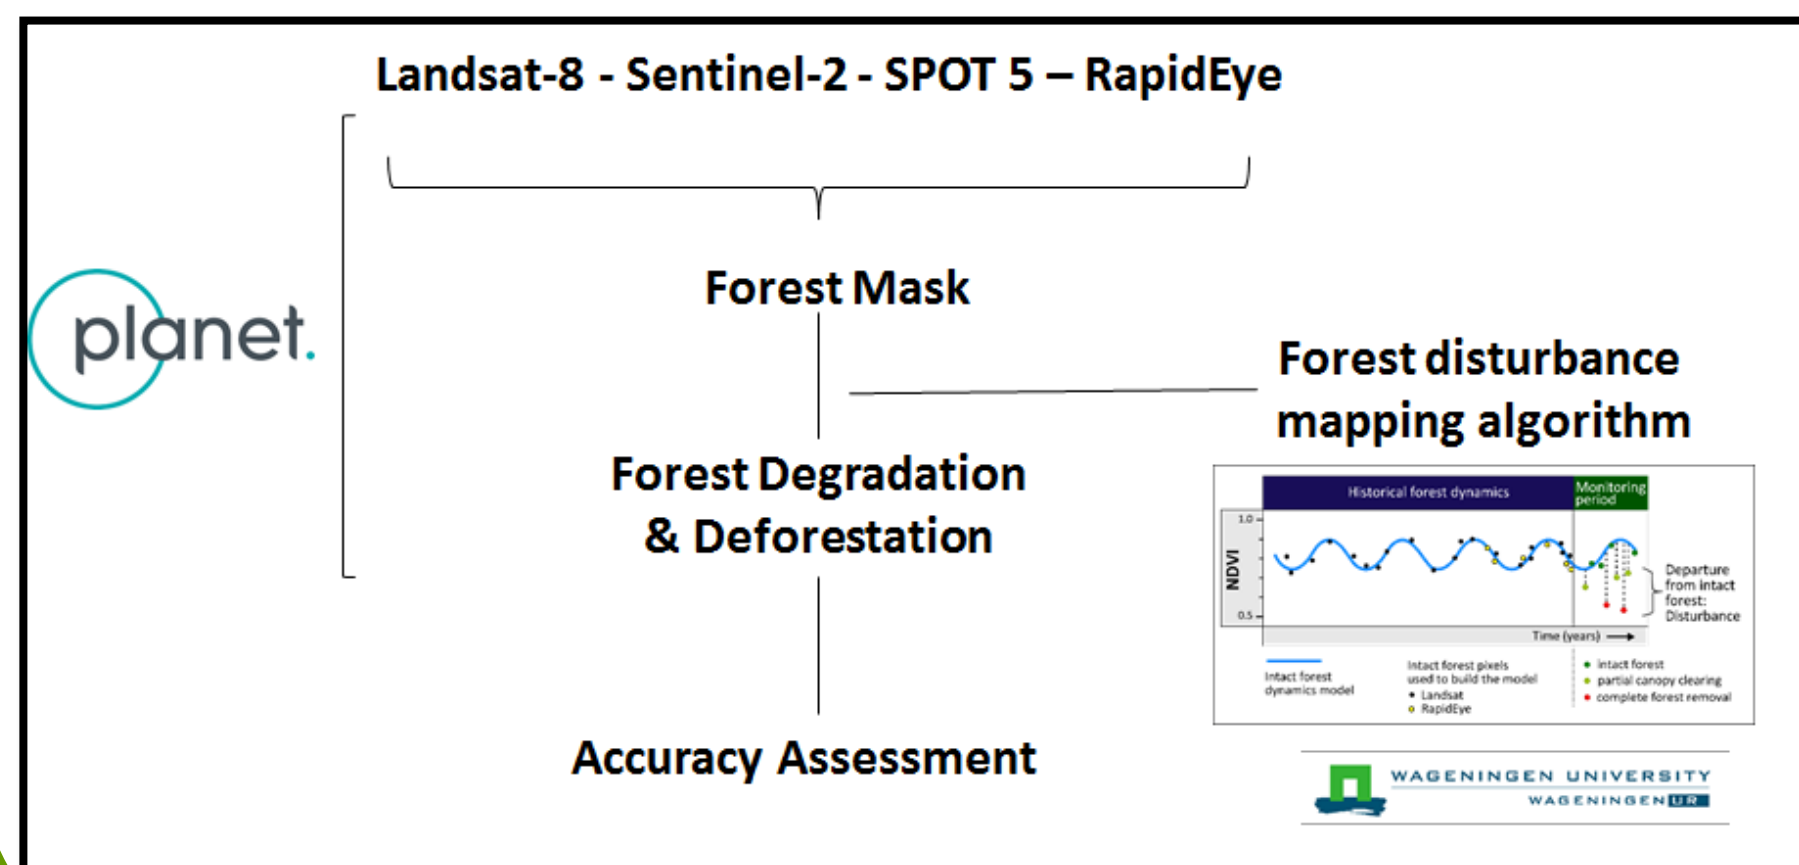 Landsat-8 - Sentinel-2 - SPOT 5 – RapidEye
planet.
Forest Mask
Forest disturbance
mapping algorithm
Forest Degradation
& Deforestation
Historical forest dynamics
Monitoring
period
1.0
NDVI
0.5
Departure
from intact
forest:
Disturbance
Time (years)
Intact forest
dynamics model
Intact forest pixels
used to build the model
Landsat
RapidEye
intact forest
partial canopy clearing
complete forest removal
Accuracy Assessment
WAGENINGEN UNIVERSITY
WAGENINGEN UR